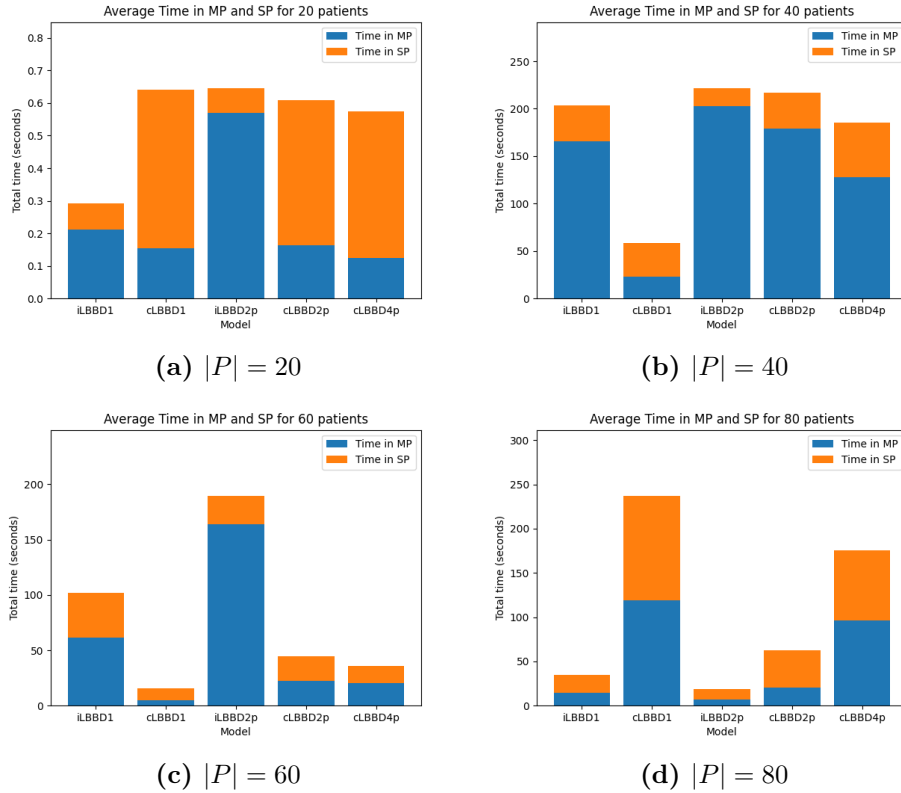 Average Time in MP and SP for 20 patients
Time in MP
Time in SP
Total time (seconds)
0.8
0.7
0.6
0.5
0.4
0.3
0.2
0.1
0.0
iLBBD1 cLBBD1 iLBBD2p cLBBD2p cLBBD4p
Model
(a) |P| = 20
Average Time in MP and SP for 40 patients
Time in MP
Time in SP
Total time (seconds)
250
200
150
100
50
0
iLBBD1 cLBBD1 iLBBD2p cLBBD2p cLBBD4p
Model
(b) |P| = 40
Average Time in MP and SP for 60 patients
Time in MP
Time in SP
Total time (seconds)
200
150
100
50
0
iLBBD1 cLBBD1 iLBBD2p cLBBD2p cLBBD4p
Model
(c) |P| = 60
Average Time in MP and SP for 80 patients
Time in MP
Time in SP
Total time (seconds)
300
250
200
150
100
50
0
iLBBD1 cLBBD1 iLBBD2p cLBBD2p cLBBD4p
Model
(d) |P| = 80